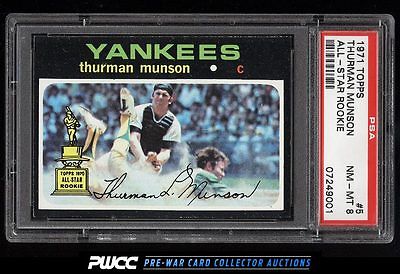 YANKEES
thurman munson • c
TOPPS 1970
ALL-STAR
ROOKIE
Thurman L. Munson
PSA
1971 TOPPS #5
THURMAN MUNSON
ALL-STAR ROOKIE
NM-MT 8
07249001
PWCC PRE-WAR CARD COLLECTOR AUCTIONS